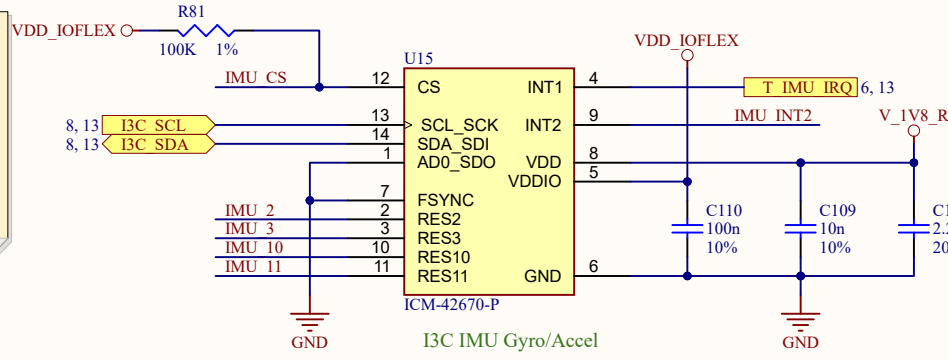 R81
VDD_IOFLEX
100K 1%
VDD_IOFLEX
U15
IMU_CS 12 CS INT1 4 T_IMU_IRQ 6, 13
8, 13 I3C_SCL 13 SCL_SCK INT2 9 IMU_INT2 V_1V8_R
8, 13 I3C_SDA 14 SDA_SDI
1 AD0_SDO VDD 8
VDDIO 5
7 FSYNC
IMU_2 2 RES2
IMU_3 3 RES3
IMU_10 10 RES10
IMU_11 11 RES11 GND 6
C110
100n
10%
C109
10n
10%
ICM-42670-P
GND
I3C IMU Gyro/Accel
GND